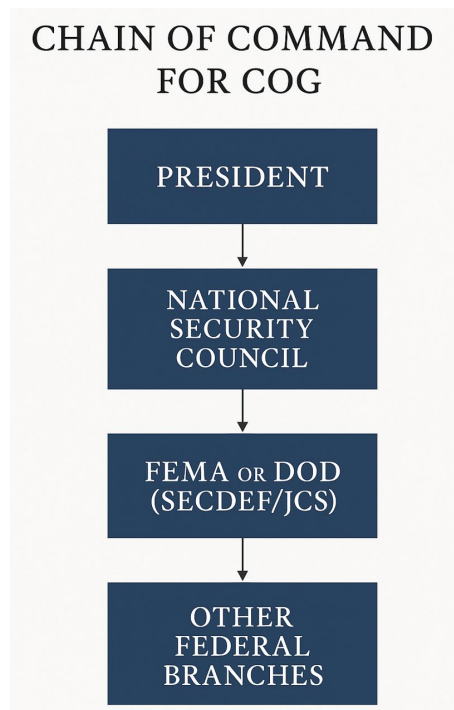 CHAIN OF COMMAND
FOR COG
PRESIDENT
NATIONAL
SECURITY
COUNCIL
FEMA OR DOD
(SECDEF/JCS)
OTHER
FEDERAL
BRANCHES